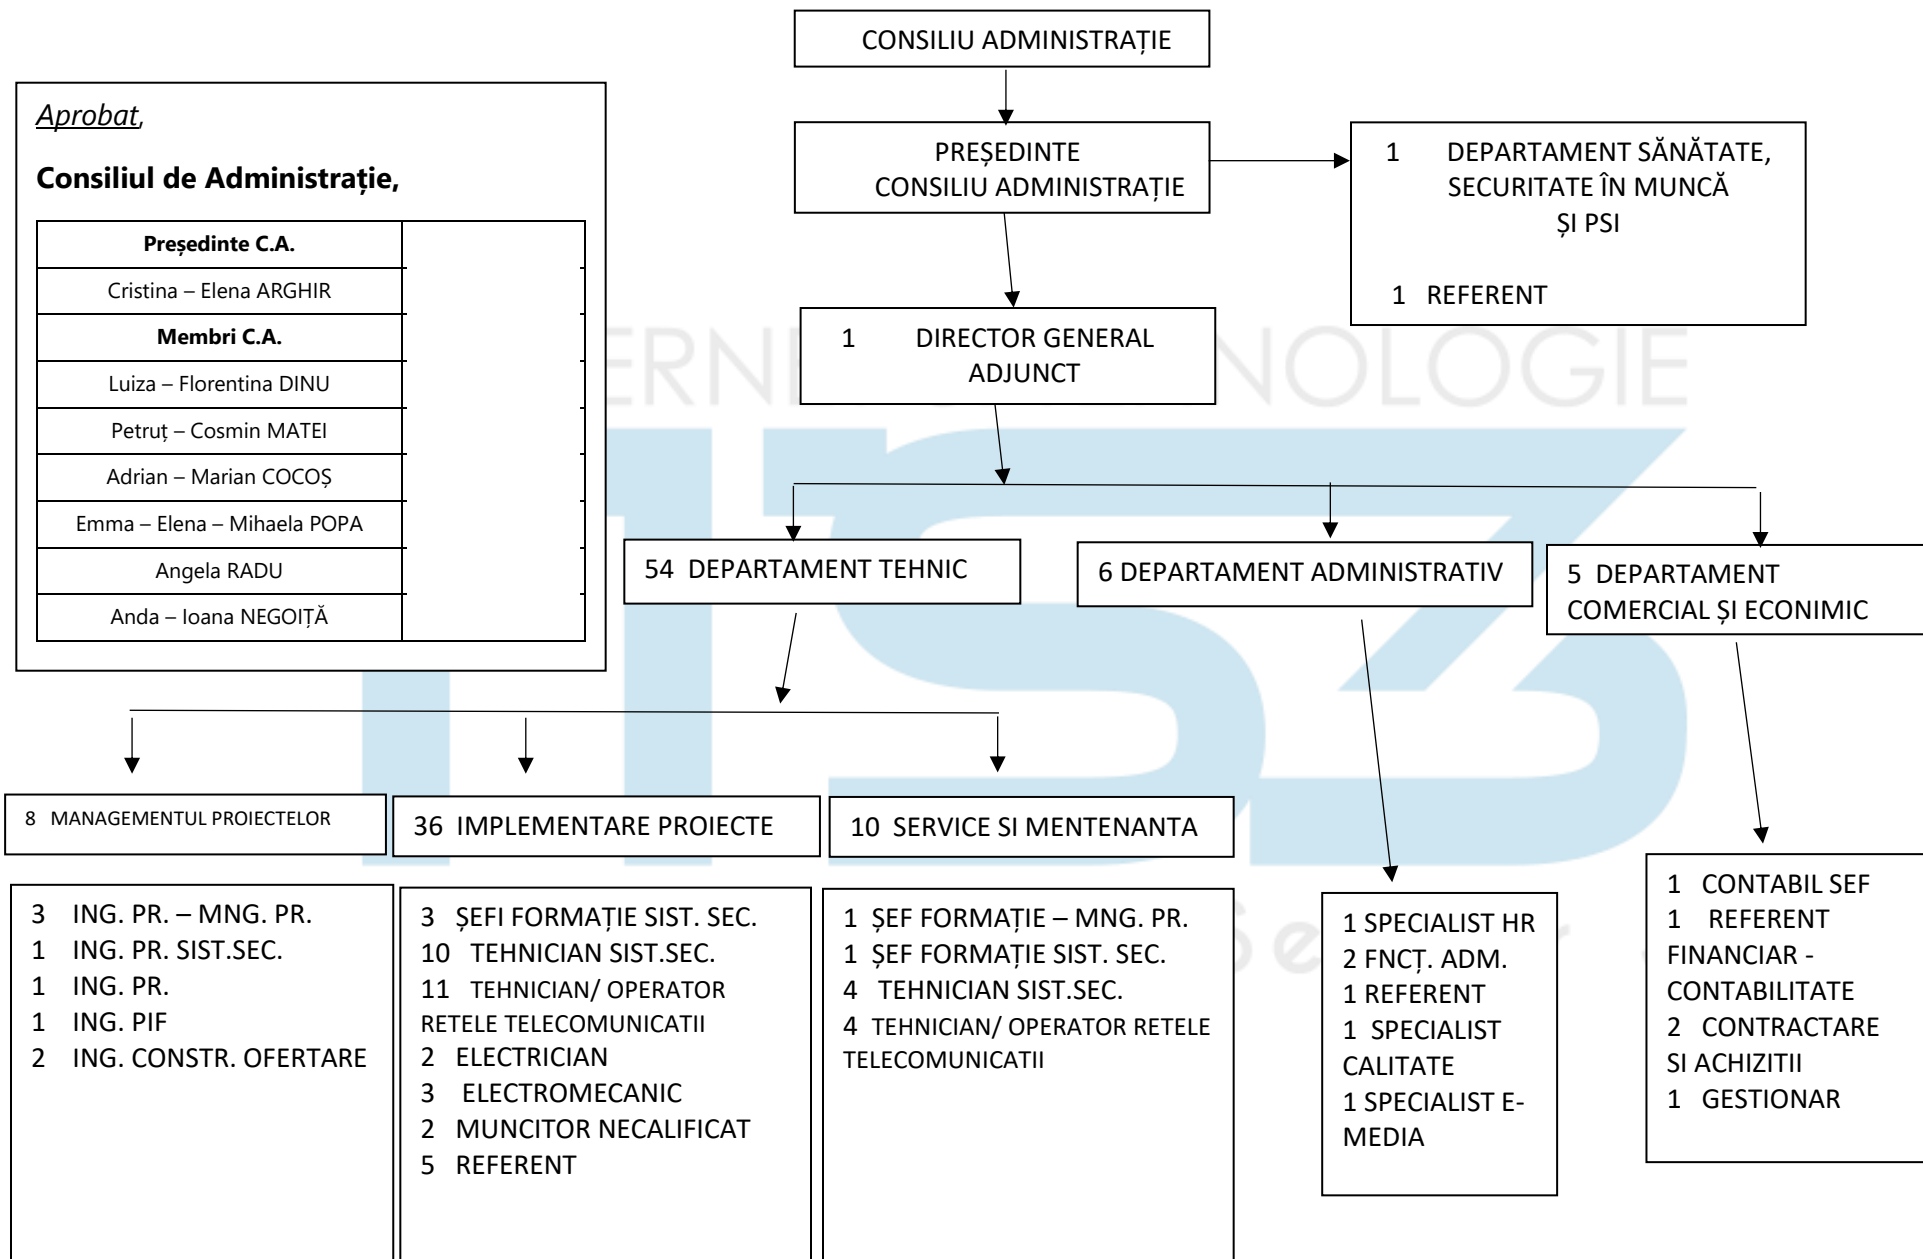 CONSILIU ADMINISTRAȚIE
Aprobat,
Consiliul de Administrație,
Președinte C.A.
Cristina – Elena ARGHIR
Membri C.A.
Luiza – Florentina DINU
Petruț – Cosmin MATEI
Adrian – Marian COCOȘ
Emma – Elena – Mihaela POPA
Angela RADU
Anda – Ioana NEGOIȚĂ
PREȘEDINTE
CONSILIU ADMINISTRAȚIE
1 DEPARTAMENT SĂNĂTATE,
SECURITATE ÎN MUNCĂ
ȘI PSI
1 REFERENT
1 DIRECTOR GENERAL
ADJUNCT
54 DEPARTAMENT TEHNIC
6 DEPARTAMENT ADMINISTRATIV
5 DEPARTAMENT
COMERCIAL ȘI ECONIMIC
8 MANAGEMENTUL PROIECTELOR
36 IMPLEMENTARE PROIECTE
10 SERVICE SI MENTENANTA
3 ING. PR. – MNG. PR.
1 ING. PR. SIST.SEC.
1 ING. PR.
1 ING. PIF
2 ING. CONSTR. OFERTARE
3 ȘEFI FORMAȚIE SIST. SEC.
10 TEHNICIAN SIST.SEC.
11 TEHNICIAN/ OPERATOR
RETELE TELECOMUNICATII
2 ELECTRICIAN
3 ELECTROMECANIC
2 MUNCITOR NECALIFICAT
5 REFERENT
1 ȘEF FORMAȚIE – MNG. PR.
1 ȘEF FORMAȚIE SIST. SEC.
4 TEHNICIAN SIST.SEC.
4 TEHNICIAN/ OPERATOR RETELE
TELECOMUNICATII
1 SPECIALIST HR
2 FNCȚ. ADM.
1 REFERENT
1 SPECIALIST
CALITATE
1 SPECIALIST E-
MEDIA
1 CONTABIL SEF
1 REFERENT
FINANCIAR -
CONTABILITATE
2 CONTRACTARE
SI ACHIZITII
1 GESTIONAR